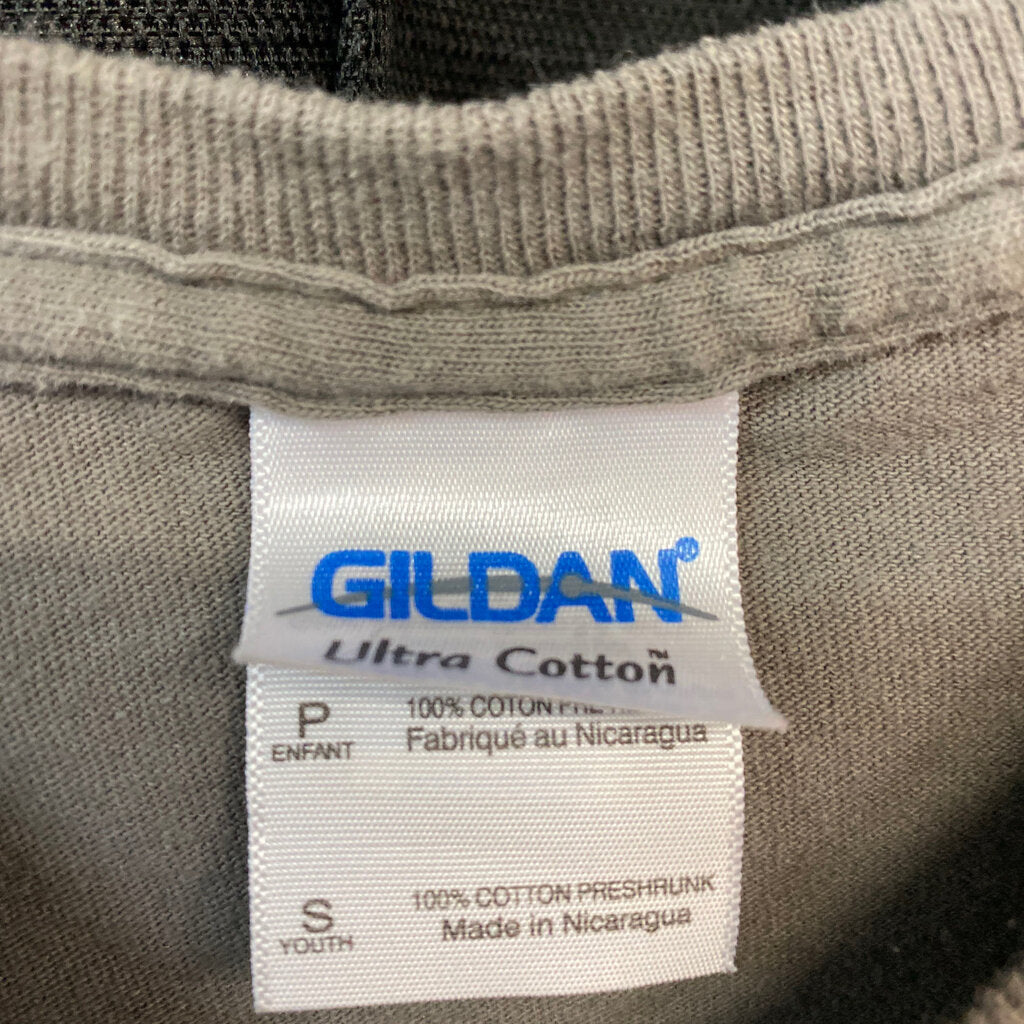 GILDAN®
Ultra Cotton™
P
ENFANT
100% COTON
Fabriqué au Nicaragua
S
YOUTH
100% COTTON PRESHRUNK
Made in Nicaragua